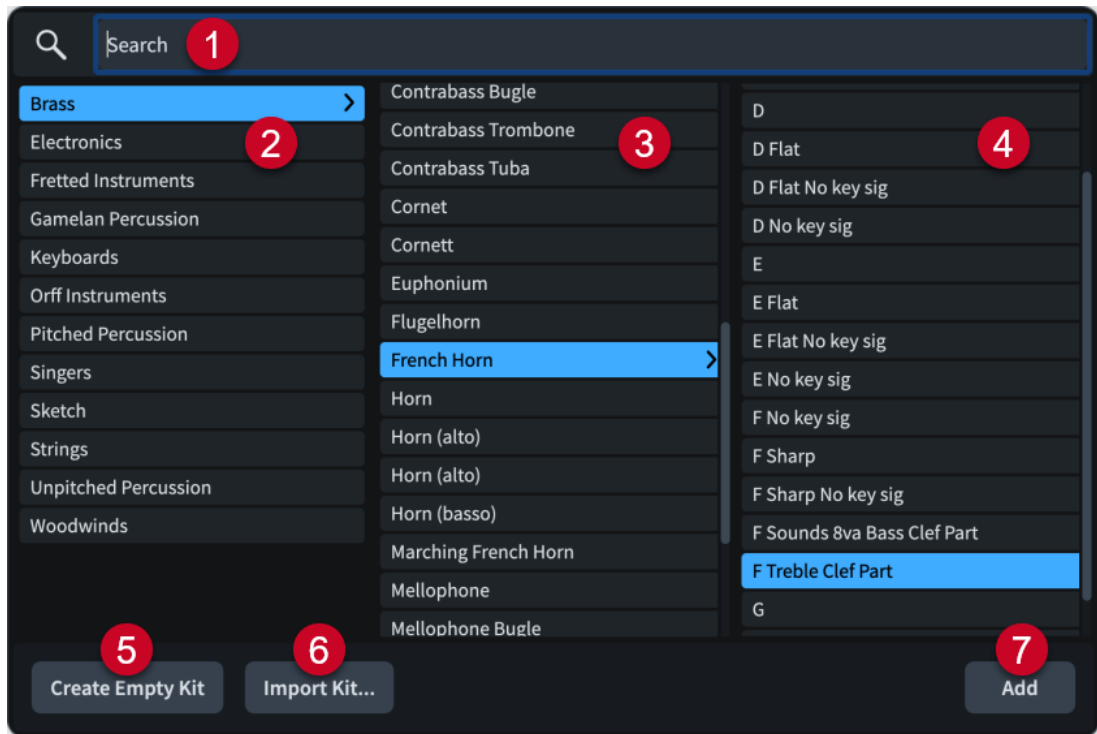 Search
1
Brass
Electronics
2
Fretted Instruments
Gamelan Percussion
Keyboards
Orff Instruments
Pitched Percussion
Singers
Sketch
Strings
Unpitched Percussion
Woodwinds
Contrabass Bugle
Contrabass Trombone
3
Contrabass Tuba
Cornet
Cornett
Euphonium
Flugelhorn
French Horn
Horn
Horn (alto)
Horn (alto)
Horn (basso)
Marching French Horn
Mellophone
Mellophone Bugle
D
D Flat
4
D Flat No key sig
D No key sig
E
E Flat
E Flat No key sig
E No key sig
F No key sig
F Sharp
F Sharp No key sig
F Sounds 8va Bass Clef Part
F Treble Clef Part
G
5
Create Empty Kit
6
Import Kit...
7
Add